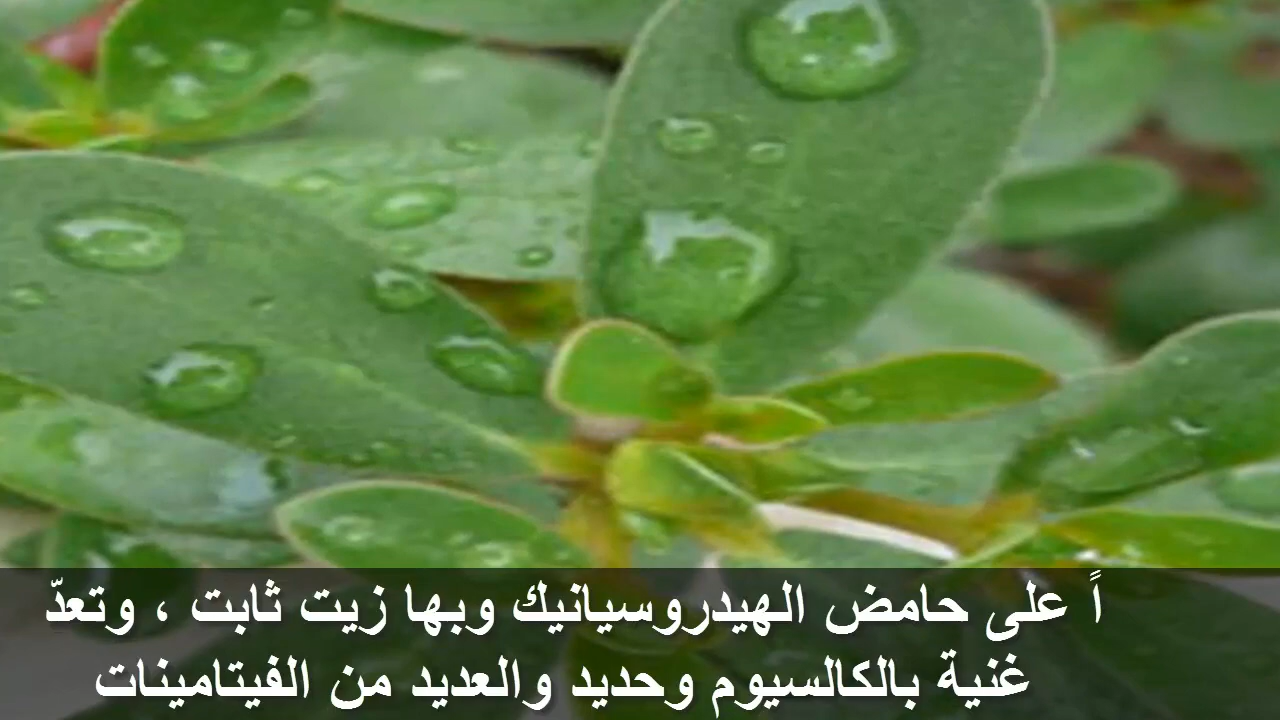 اً على حامض الهيدروسيانيك وبها زيت ثابت ، وتعدّ
غنية بالكالسيوم وحديد والعديد من الفيتامينات